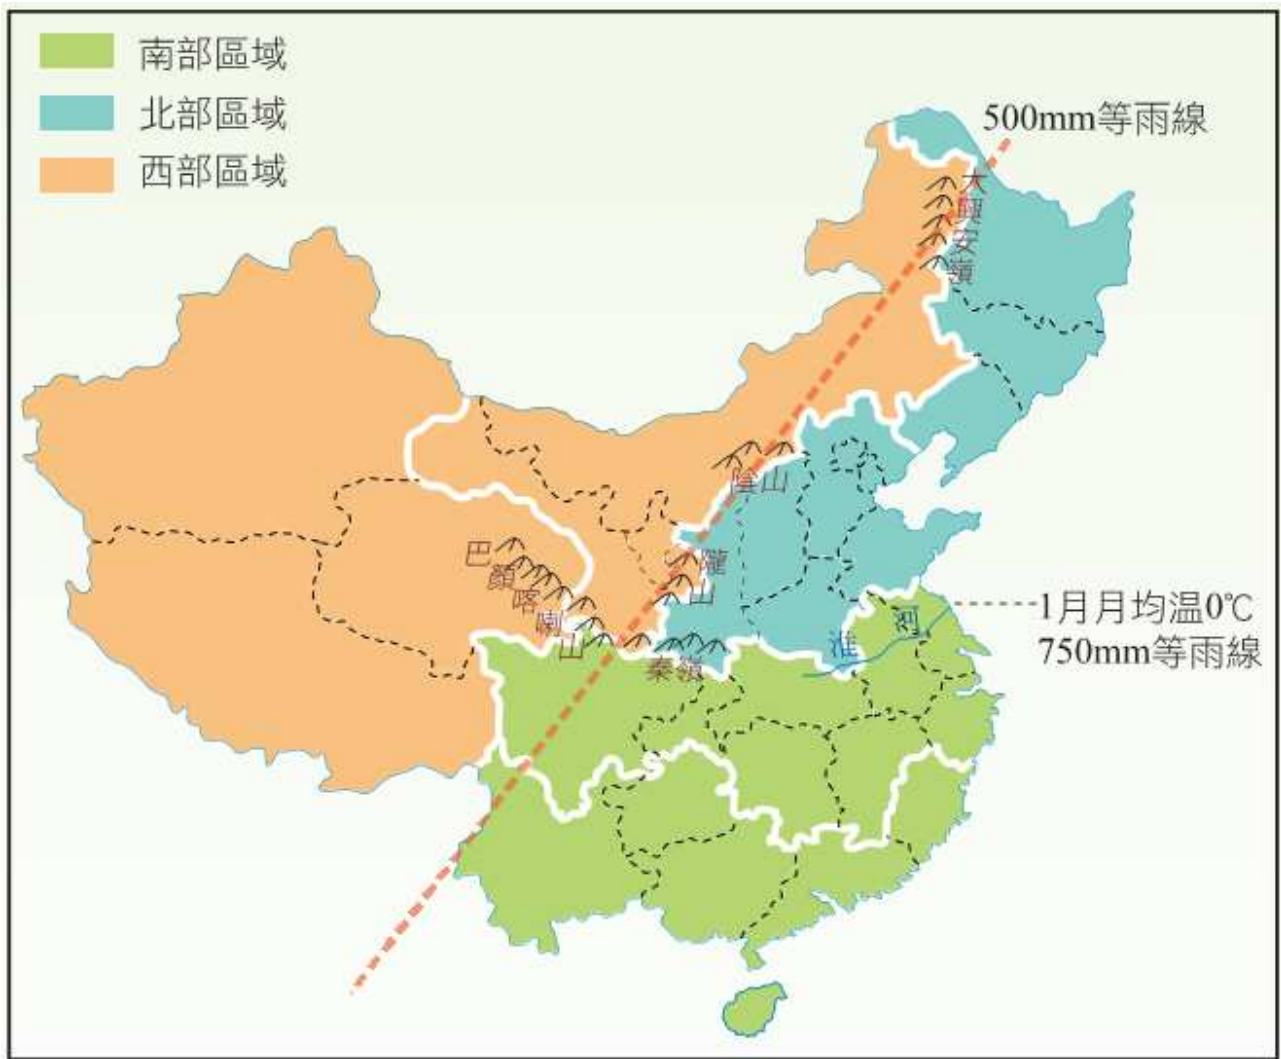 南部區域
北部區域
西部區域
500mm等雨線
大興安嶺
陰山
隴山
巴顏喀喇山
秦嶺
淮河
1月月均温0℃
750mm等雨線